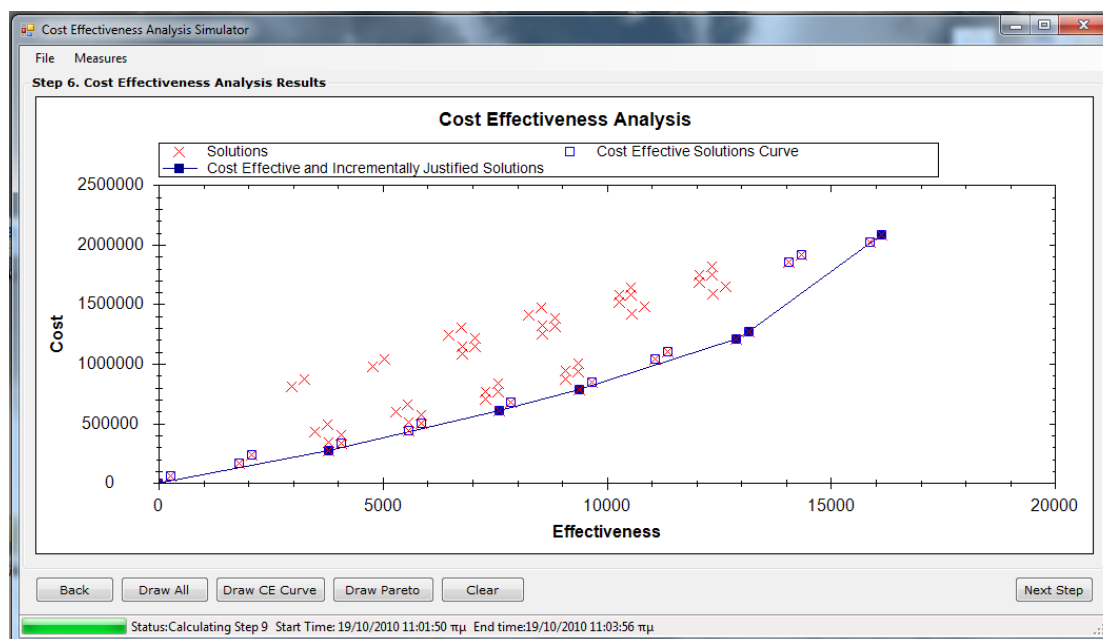 Cost Effectiveness Analysis Simulator
File Measures
Step 6. Cost Effectiveness Analysis Results
Cost Effectiveness Analysis
Solutions Cost Effective Solutions Curve
Cost Effective and Incrementally Justified Solutions
2500000
2000000
1500000
1000000
500000
0
Cost
0 5000 10000 15000 20000
Effectiveness
Back Draw All Draw CE Curve Draw Pareto Clear Next Step
Status:Calculating Step 9 Start Time: 19/10/2010 11:01:50 πμ End time:19/10/2010 11:03:56 πμ